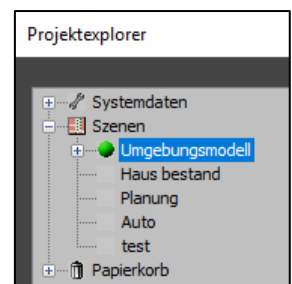 Projektexplorer
Systemdaten
Szenen
Umgebungsmodell
Haus bestand
Planung
Auto
test
Papierkorb